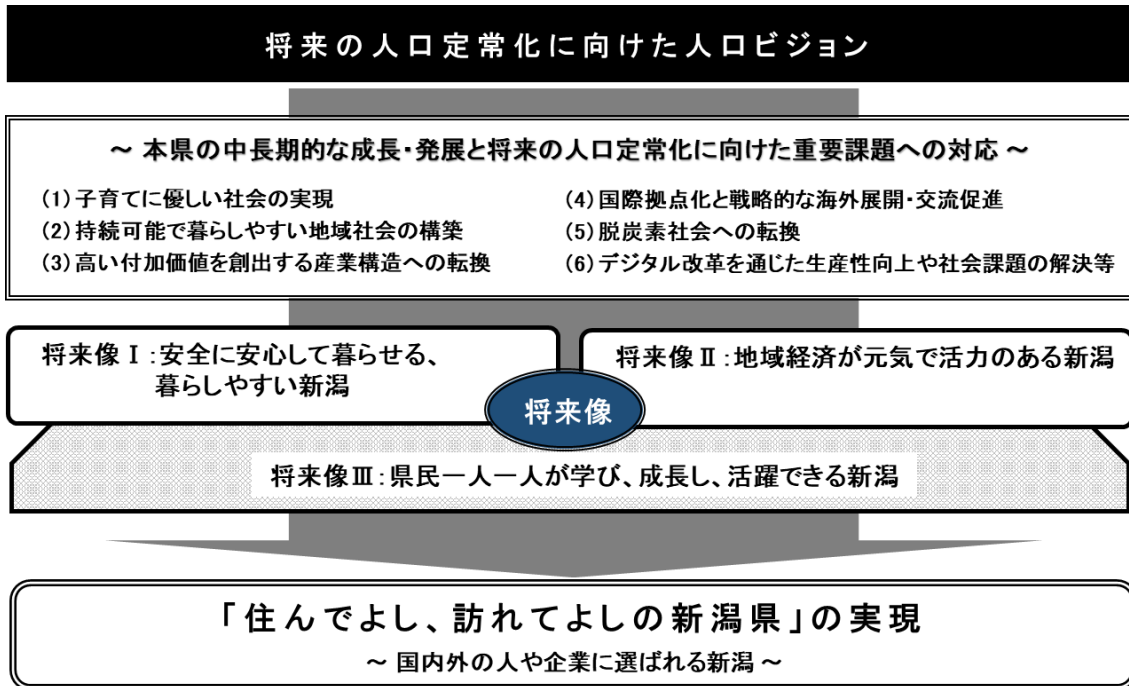 将来の人口定常化に向けた人口ビジョン
～ 本県の中長期的な成長・発展と将来の人口定常化に向けた重要課題への対応 ～
(1)子育てに優しい社会の実現
(2)持続可能で暮らしやすい地域社会の構築
(3)高い付加価値を創出する産業構造への転換
(4)国際拠点化と戦略的な海外展開・交流促進
(5)脱炭素社会への転換
(6)デジタル改革を通じた生産性向上や社会課題の解決等
将来像Ⅰ:安全に安心して暮らせる、
暮らしやすい新潟
将来像Ⅱ:地域経済が元気で活力のある新潟
将来像
将来像Ⅲ:県民一人一人が学び、成長し、活躍できる新潟
「住んでよし、訪れてよしの新潟県」の実現
～ 国内外の人や企業に選ばれる新潟 ～